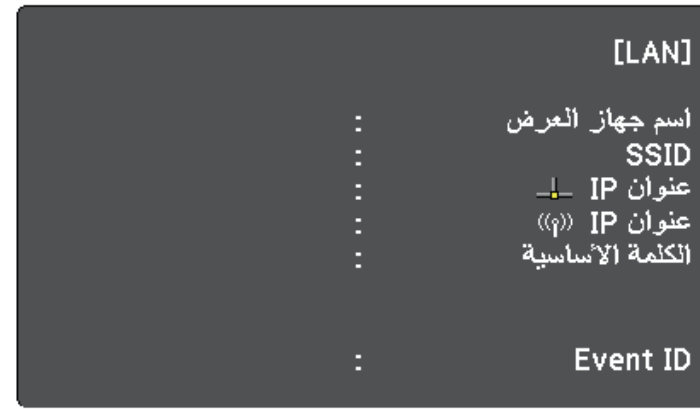 [LAN]
اسم جهاز العرض :
SSID :
عنوان IP :
عنوان IP :
الكلمة الأساسية :
Event ID :